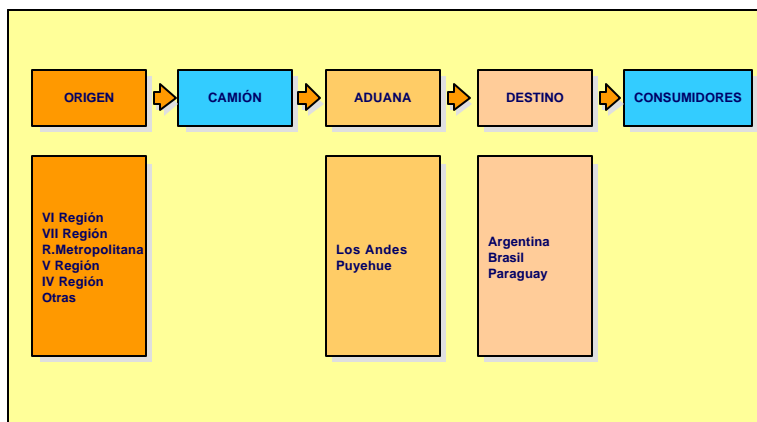 ORIGEN
CAMIÓN
ADUANA
DESTINO
CONSUMIDORES
VI Región
VII Región
R.Metropolitana
V Región
IV Región
Otras
Los Andes
Puyehue
Argentina
Brasil
Paraguay